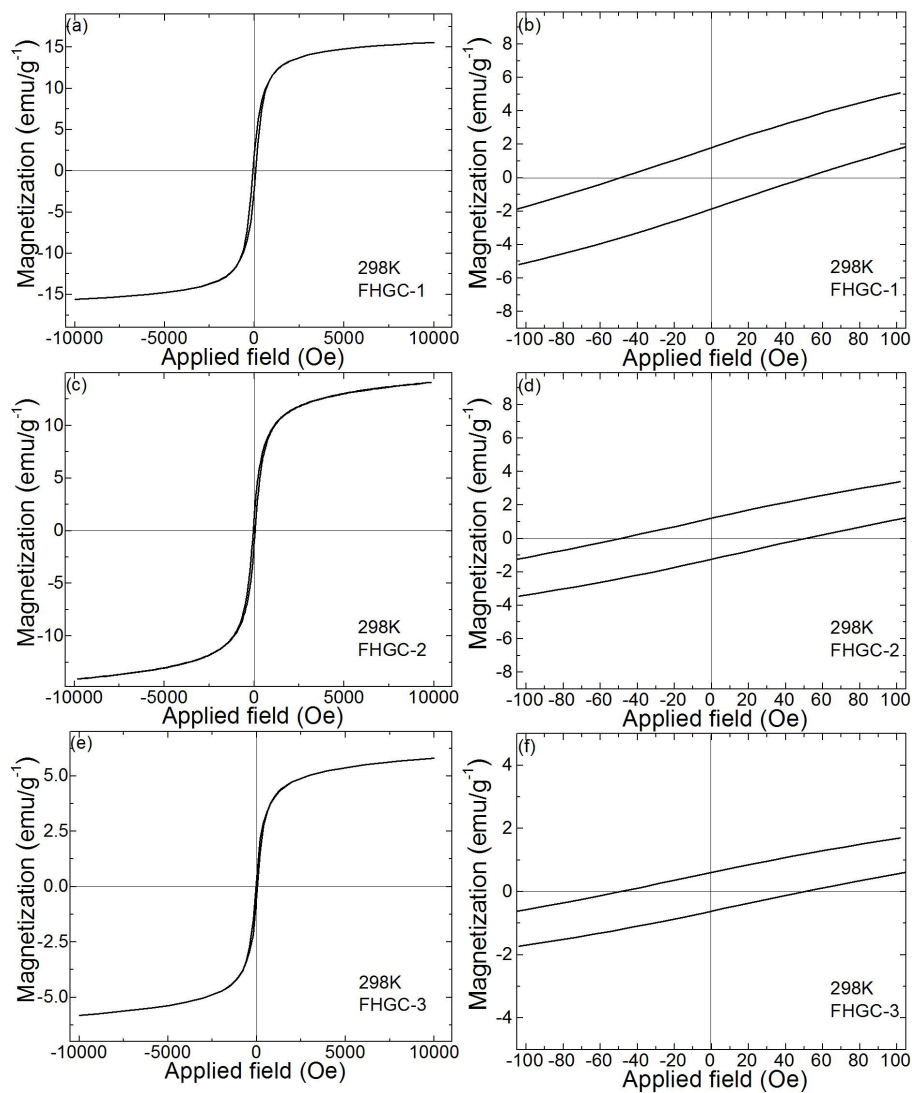 (a)
Magnetization (emu/g⁻¹)
15
10
5
0
-5
-10
-15
298K
FHGC-1
-10000 -5000 0 5000 10000
Applied field (Oe)
(b)
Magnetization (emu/g⁻¹)
8
6
4
2
0
-2
-4
-6
-8
298K
FHGC-1
-100 -80 -60 -40 -20 0 20 40 60 80 100
Applied field (Oe)
(c)
Magnetization (emu/g⁻¹)
10
5
0
-5
-10
298K
FHGC-2
-10000 -5000 0 5000 10000
Applied field (Oe)
(d)
Magnetization (emu/g⁻¹)
8
6
4
2
0
-2
-4
-6
-8
298K
FHGC-2
-100 -80 -60 -40 -20 0 20 40 60 80 100
Applied field (Oe)
(e)
Magnetization (emu/g⁻¹)
5.0
2.5
0.0
-2.5
-5.0
298K
FHGC-3
-10000 -5000 0 5000 10000
Applied field (Oe)
(f)
Magnetization (emu/g⁻¹)
4
2
0
-2
-4
298K
FHGC-3
-100 -80 -60 -40 -20 0 20 40 60 80 100
Applied field (Oe)